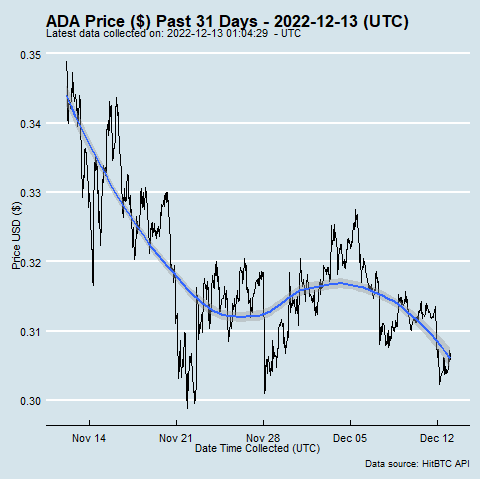 ADA Price ($) Past 31 Days - 2022-12-13 (UTC)
Latest data collected on: 2022-12-13 01:04:29 - UTC
0.35
0.34
0.33
0.32
0.31
0.30
Price USD ($)
Nov 14 Nov 21 Nov 28 Dec 05 Dec 12
Date Time Collected (UTC)
Data source: HitBTC API